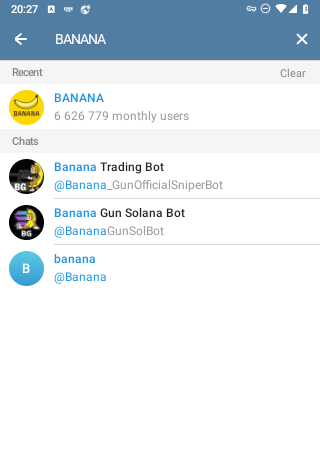 20:27
BANANA
Recent
Clear
BANANA
BANANA
6 626 779 monthly users
Chats
BG
Banana Trading Bot
@Banana_GunOfficialSniperBot
BG
Banana Gun Solana Bot
@BananaGunSolBot
B
banana
@Banana